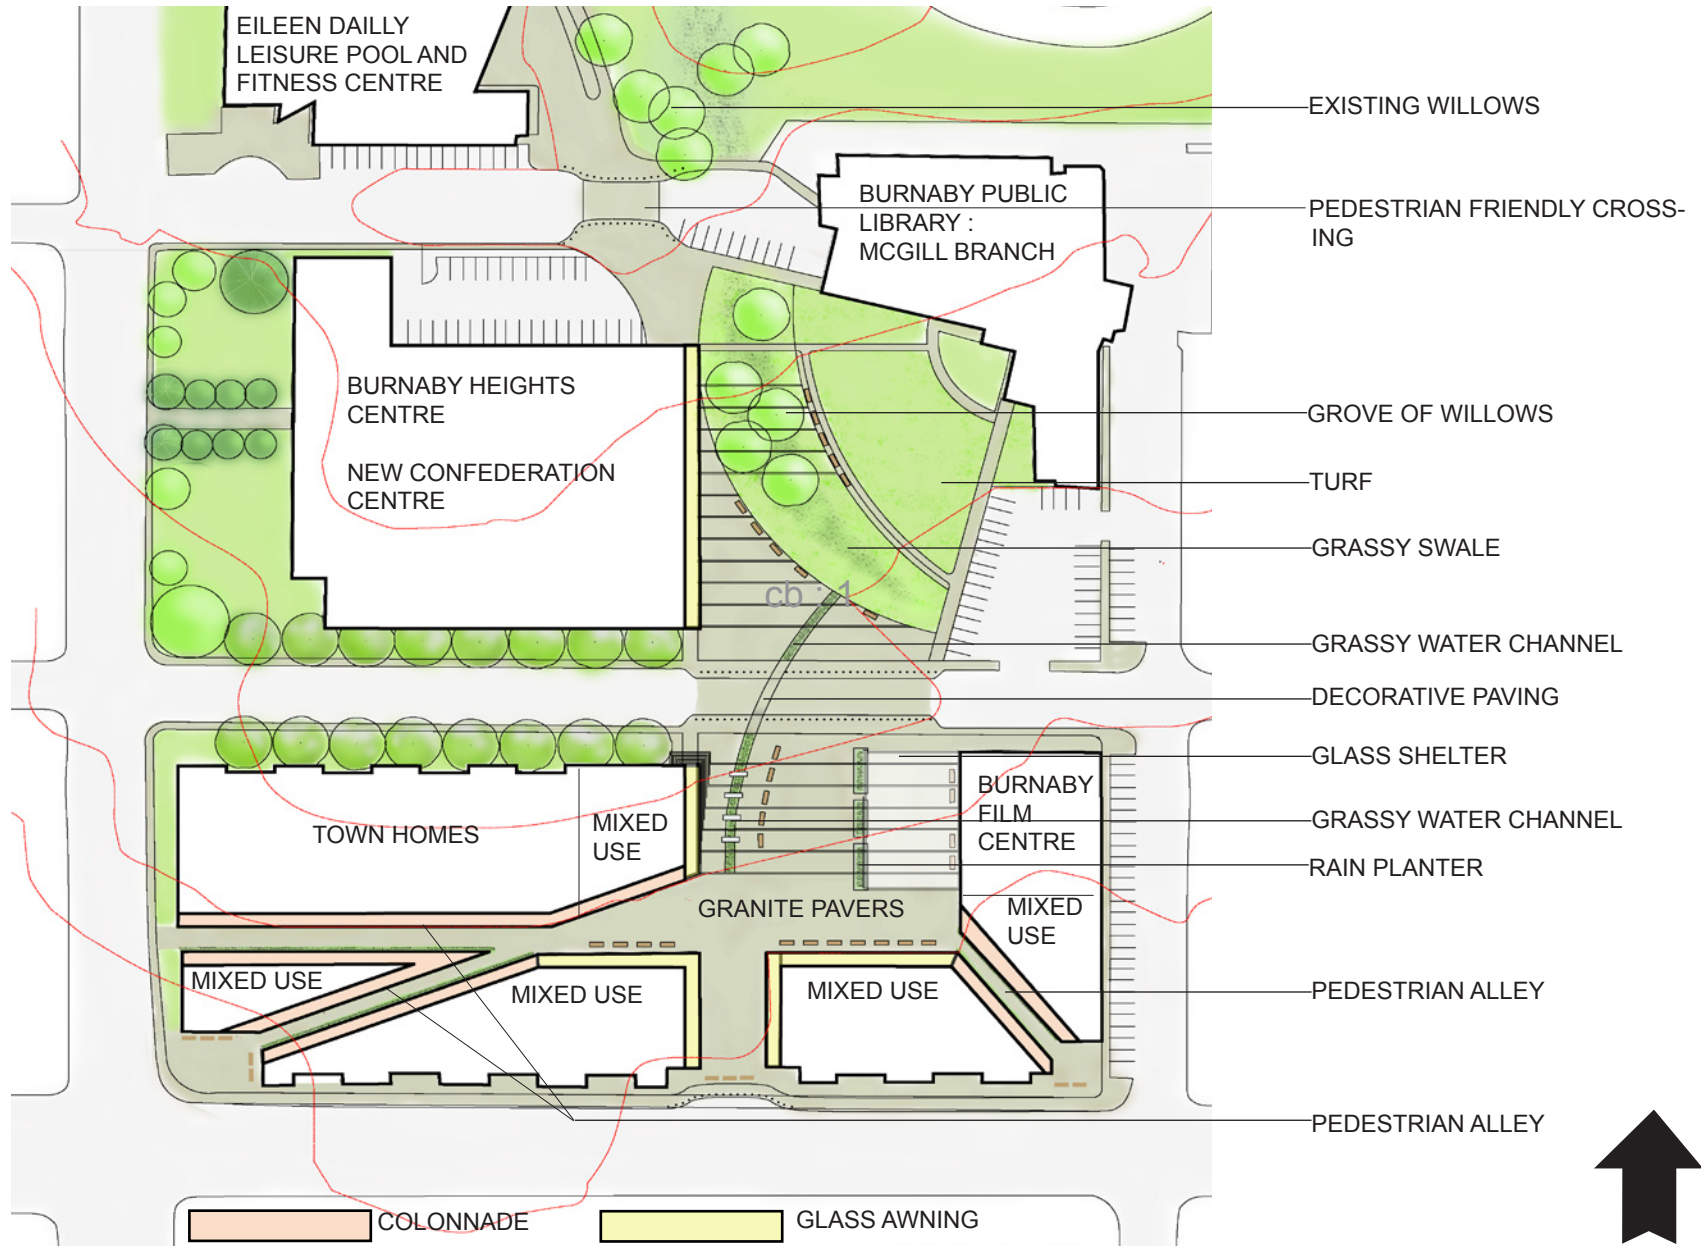 EILEEN DAILLY
LEISURE POOL AND
FITNESS CENTRE
EXISTING WILLOWS
BURNABY PUBLIC
LIBRARY :
MCGILL BRANCH
PEDESTRIAN FRIENDLY CROSS-
ING
BURNABY HEIGHTS
CENTRE
NEW CONFEDERATION
CENTRE
GROVE OF WILLOWS
TURF
GRASSY SWALE
cb : 1
GRASSY WATER CHANNEL
DECORATIVE PAVING
GLASS SHELTER
TOWN HOMES
MIXED
USE
BURNABY
FILM
CENTRE
GRASSY WATER CHANNEL
RAIN PLANTER
GRANITE PAVERS
MIXED
USE
MIXED USE
MIXED USE
MIXED USE
PEDESTRIAN ALLEY
PEDESTRIAN ALLEY
COLONNADE
GLASS AWNING